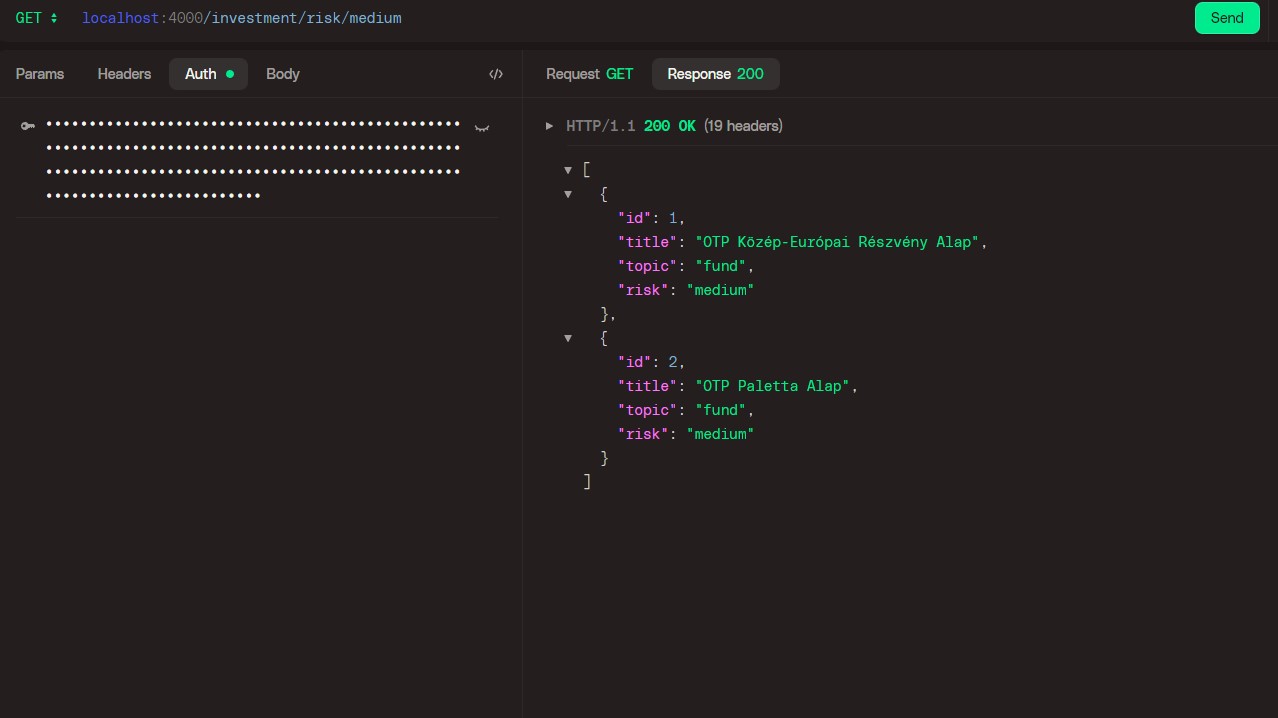 GET localhost:4000/investment/risk/medium Send
Params Headers Auth Body </> Request GET Response 200
HTTP/1.1 200 OK (19 headers)
[
{
"id": 1,
"title": "OTP Közép-Európai Részvény Alap",
"topic": "fund",
"risk": "medium"
},
{
"id": 2,
"title": "OTP Paletta Alap",
"topic": "fund",
"risk": "medium"
}
]